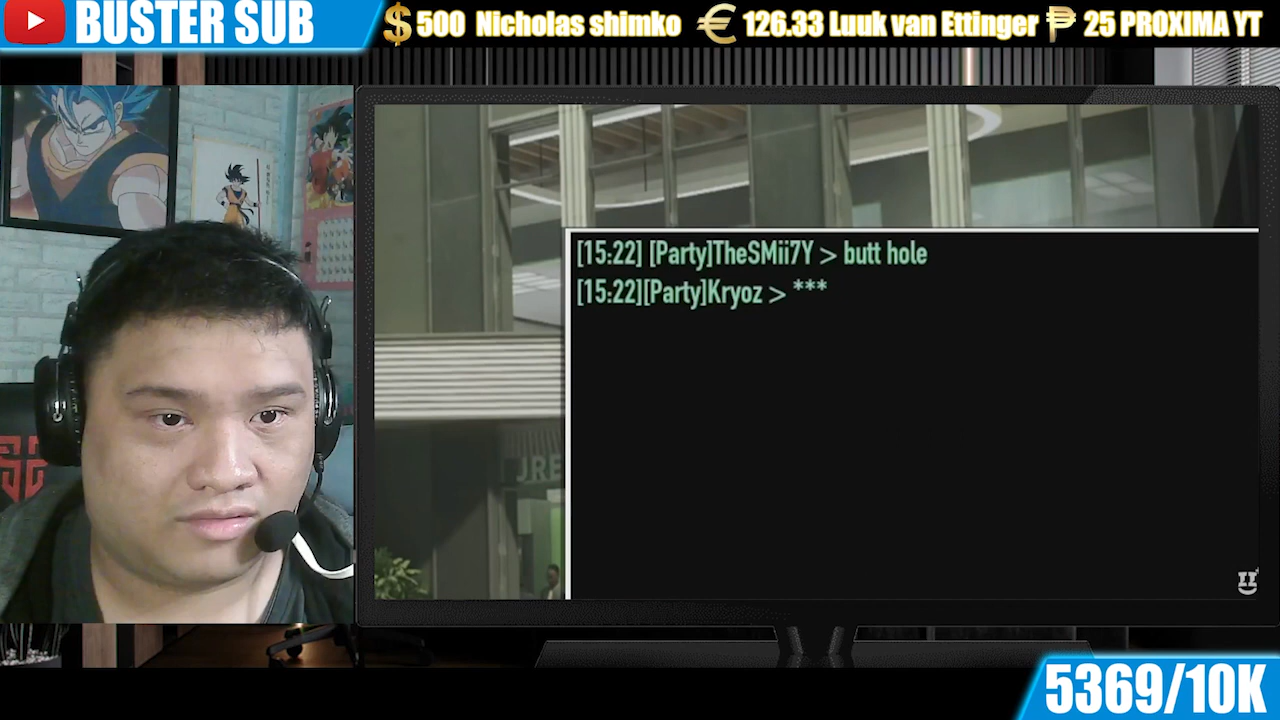 BUSTER SUB
$ 500 Nicholas shimko € 126.33 Luuk van Ettinger ₱ 25 PROXIMA YT
[15:22] [Party]TheSMii7Y > butt hole
[15:22][Party]Kryoz > ***
JRE
5369/10K